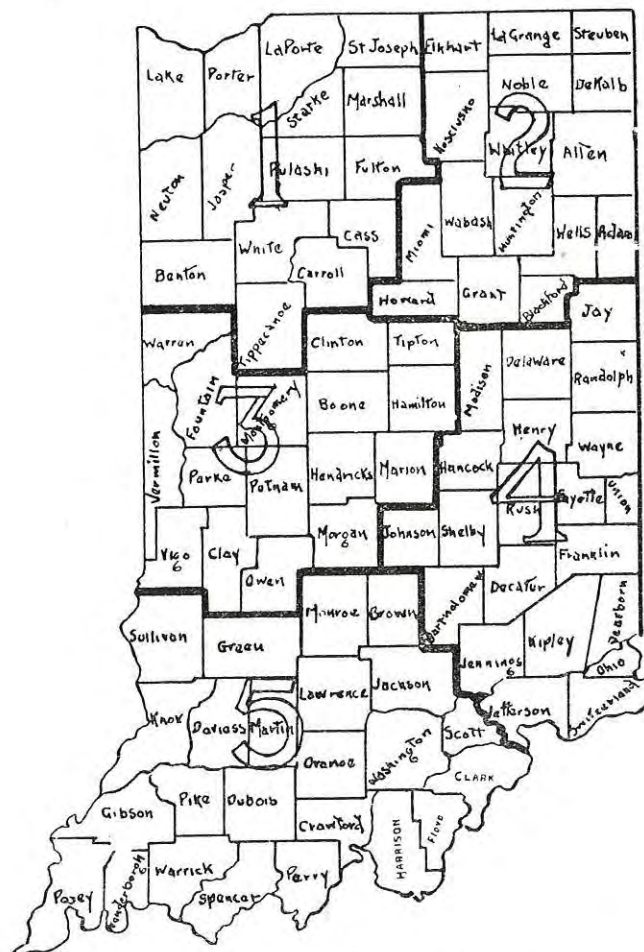 LaPorte St Joseph Elkhart LaGrange Steuben
Lake Porter Noble DeKalb
Starke Marshall Kosciusko
1 2
Newton Jasper Pulaski Fulton Whitley Allen
Miami Wabash Huntington Wells Adams
White Cass
Benton Carroll
Howard Grant Blackford Jay
Warren Tippecanoe Clinton Tipton
Madison Delaware Randolph
Fountain Montgomery Boone Hamilton
3 Henry Wayne
Vermillon Parke Putnam Hendricks Marion Hancock
4 Rush Fayette Union
Vigo Clay Morgan Johnson Shelby
Owen Franklin
Monroe Brown Bartholomew Decatur Dearborn
Sullivan Green Ripley
Jennings Ohio
Lawrence Jackson
Knox Daviass Martin Jefferson Switzerland
5 Scott
Orange Washington
CLARK
Gibson Pike Dubois
Crawford HARRISON FLOYD
Posey Vanderborgh Warrick Spencer Perry